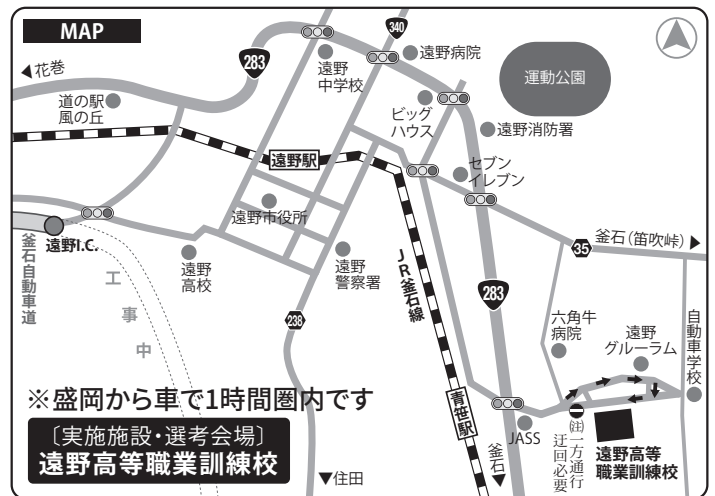 MAP
340
遠野病院
283
遠野
中学校
運動公園
◀花巻
道の駅
風の丘
ビッグ
ハウス
遠野消防署
遠野駅
セブン
イレブン
遠野市役所
遠野I.C.
釜石自動車道
遠野
高校
遠野
警察署
JR釜石線
35
釜石(笛吹峠)▶
工事中
238
283
六角牛
病院
遠野
グルーラム
自動車学校
※盛岡から車で1時間圏内です
青笹駅
〔実施施設・選考会場〕
遠野高等職業訓練校
JASS
㊟一方通行
迂回必要
遠野高等
職業訓練校
釜石▼
▼住田